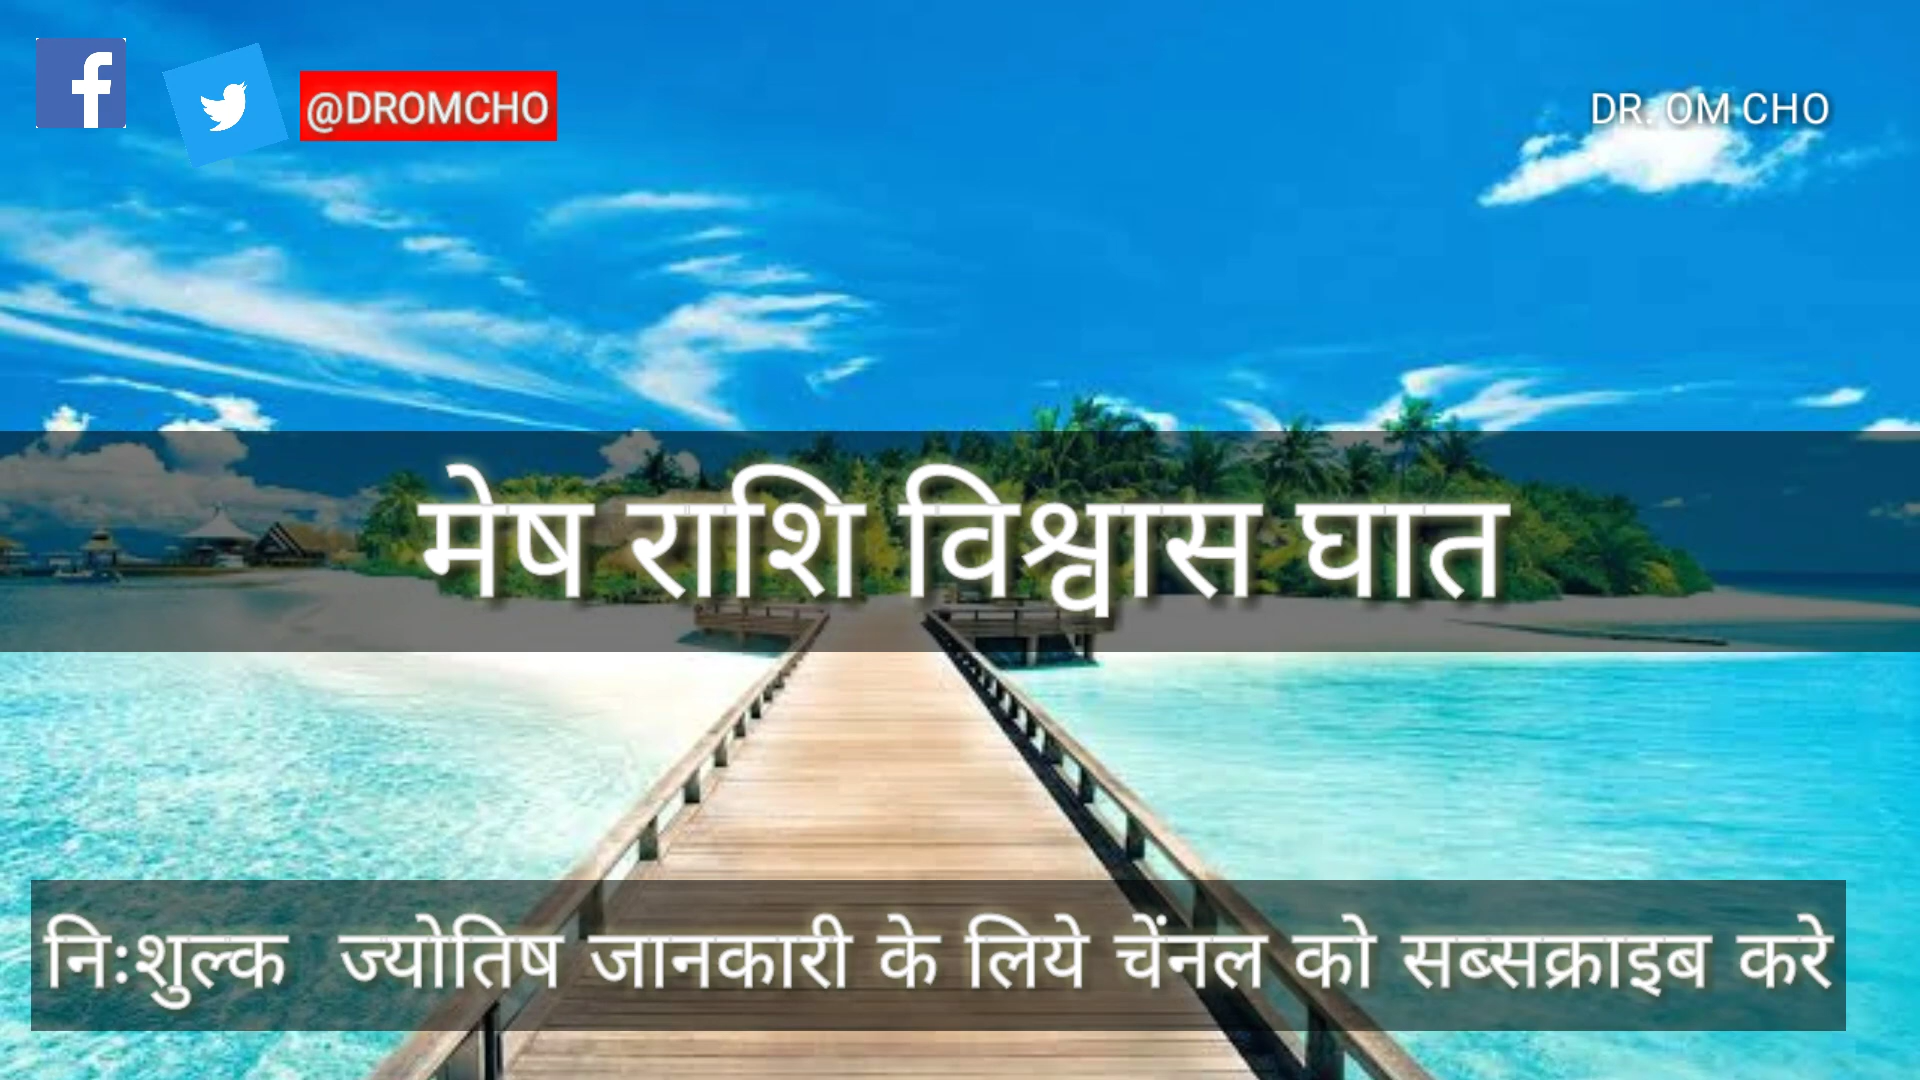 @DROMCHO
DR. OM CHO
मेष राशि विश्वास घात
नि:शुल्क ज्योतिष जानकारी के लिये चेंनल को सब्सक्राइब करे